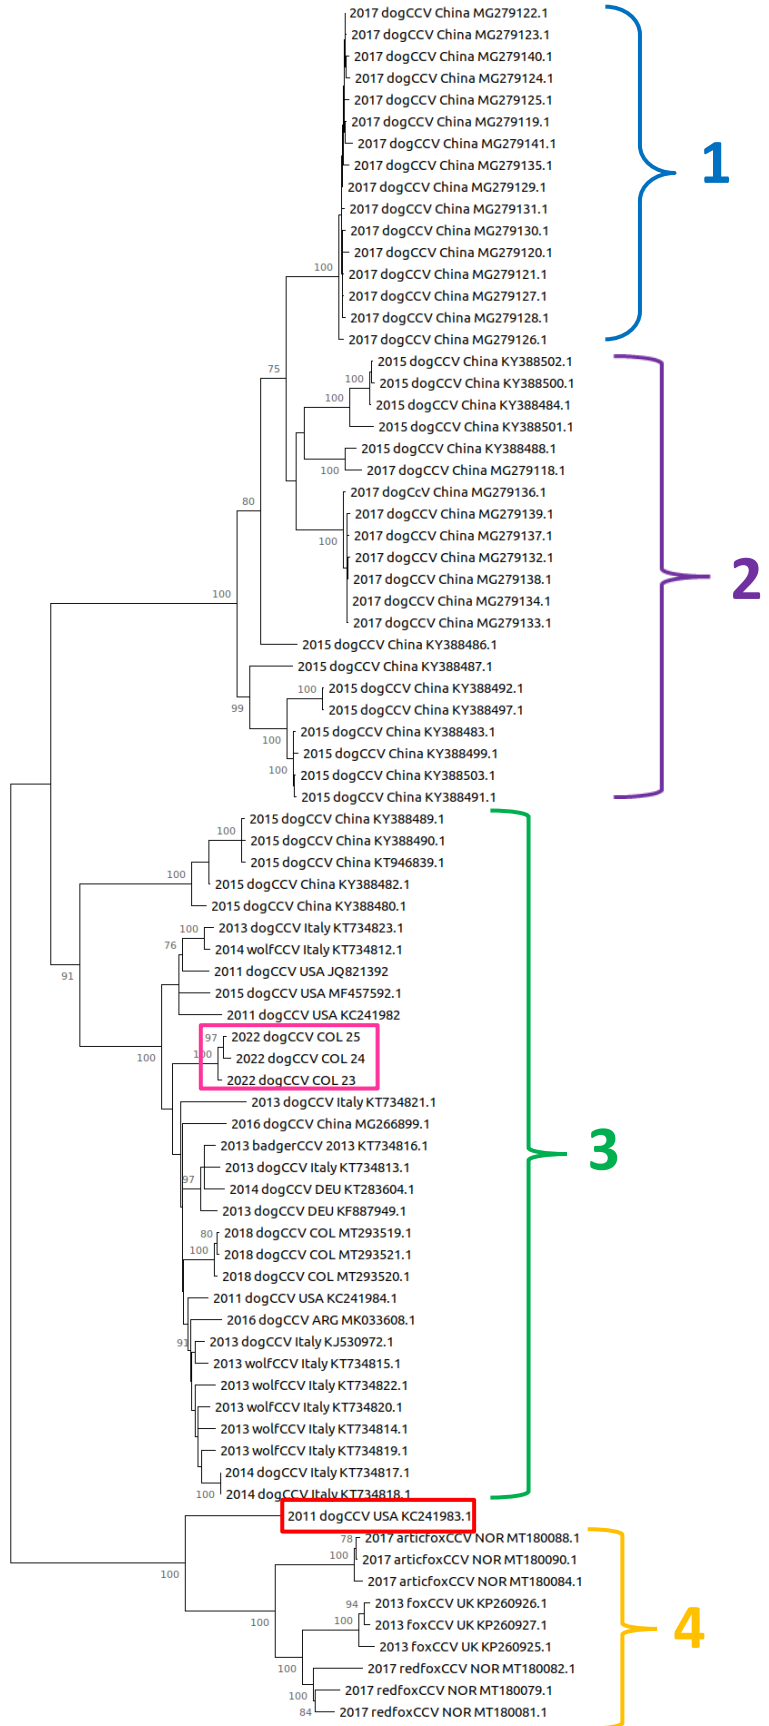 2017 dogCCV China MG279122.1
2017 dogCCV China MG279123.1
2017 dogCCV China MG279140.1
2017 dogCCV China MG279124.1
2017 dogCCV China MG279125.1
2017 dogCCV China MG279119.1
2017 dogCCV China MG279141.1
1
2017 dogCCV China MG279135.1
2017 dogCCV China MG279129.1
2017 dogCCV China MG279131.1
2017 dogCCV China MG279130.1
2017 dogCCV China MG279120.1
100
2017 dogCCV China MG279121.1
2017 dogCCV China MG279127.1
2017 dogCCV China MG279128.1
2017 dogCCV China MG279126.1
2015 dogCCV China KY388502.1
75
100
2015 dogCCV China KY388500.1
100
2015 dogCCV China KY388484.1
2015 dogCCV China KY388501.1
2015 dogCCV China KY388488.1
100
2017 dogCCV China MG279118.1
2017 dogCcV China MG279136.1
80
2017 dogCCV China MG279139.1
2017 dogCCV China MG279137.1
100
2017 dogCCV China MG279132.1
2017 dogCCV China MG279138.1
2
100
2017 dogCCV China MG279134.1
2017 dogCCV China MG279133.1
2015 dogCCV China KY388486.1
2015 dogCCV China KY388487.1
100
2015 dogCCV China KY388492.1
99
2015 dogCCV China KY388497.1
2015 dogCCV China KY388483.1
100
2015 dogCCV China KY388499.1
100
2015 dogCCV China KY388503.1
2015 dogCCV China KY388491.1
2015 dogCCV China KY388489.1
100
2015 dogCCV China KY388490.1
2015 dogCCV China KT946839.1
100
2015 dogCCV China KY388482.1
2015 dogCCV China KY388480.1
100
2013 dogCCV Italy KT734823.1
76
2014 wolfCCV Italy KT734812.1
2011 dogCCV USA JQ821392
91
2015 dogCCV USA MF457592.1
2011 dogCCV USA KC241982
97
2022 dogCCV COL 25
100
100
2022 dogCCV COL 24
2022 dogCCV COL 23
2013 dogCCV Italy KT734821.1
2016 dogCCV China MG266899.1
2013 badgerCCV 2013 KT734816.1
3
2013 dogCCV Italy KT734813.1
97
2014 dogCCV DEU KT283604.1
2013 dogCCV DEU KF887949.1
80
2018 dogCCV COL MT293519.1
100
2018 dogCCV COL MT293521.1
2018 dogCCV COL MT293520.1
2011 dogCCV USA KC241984.1
2016 dogCCV ARG MK033608.1
91
2013 dogCCV Italy KJ530972.1
2013 wolfCCV Italy KT734815.1
2013 wolfCCV Italy KT734822.1
2013 wolfCCV Italy KT734820.1
2013 wolfCCV Italy KT734814.1
2013 wolfCCV Italy KT734819.1
2014 dogCCV Italy KT734817.1
100
2014 dogCCV Italy KT734818.1
2011 dogCCV USA KC241983.1
78
2017 articfoxCCV NOR MT180088.1
100
2017 articfoxCCV NOR MT180090.1
100
2017 articfoxCCV NOR MT180084.1
94
2013 foxCCV UK KP260926.1
100
100
2013 foxCCV UK KP260927.1
4
2013 foxCCV UK KP260925.1
100
2017 redfoxCCV NOR MT180082.1
100
2017 redfoxCCV NOR MT180079.1
84
2017 redfoxCCV NOR MT180081.1